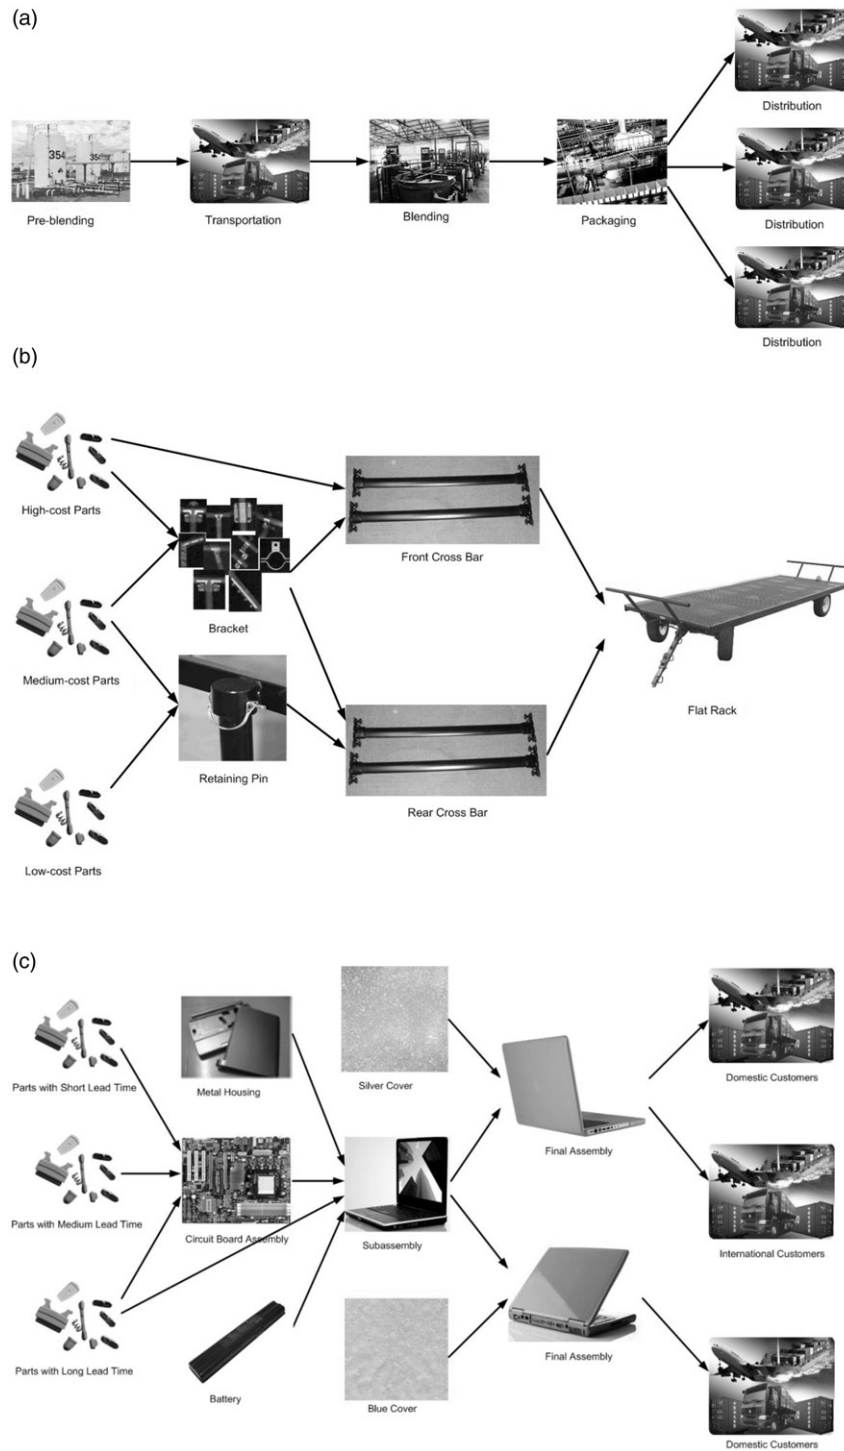 (a)
Distribution
354
354
Pre-blending
Transportation
Blending
Packaging
Distribution
Distribution
(b)
High-cost Parts
Front Cross Bar
Bracket
Medium-cost Parts
Flat Rack
Retaining Pin
Rear Cross Bar
Low-cost Parts
(c)
Parts with Short Lead Time
Metal Housing
Silver Cover
Domestic Customers
Final Assembly
Parts with Medium Lead Time
Circuit Board Assembly
Subassembly
International Customers
Final Assembly
Parts with Long Lead Time
Battery
Blue Cover
Domestic Customers